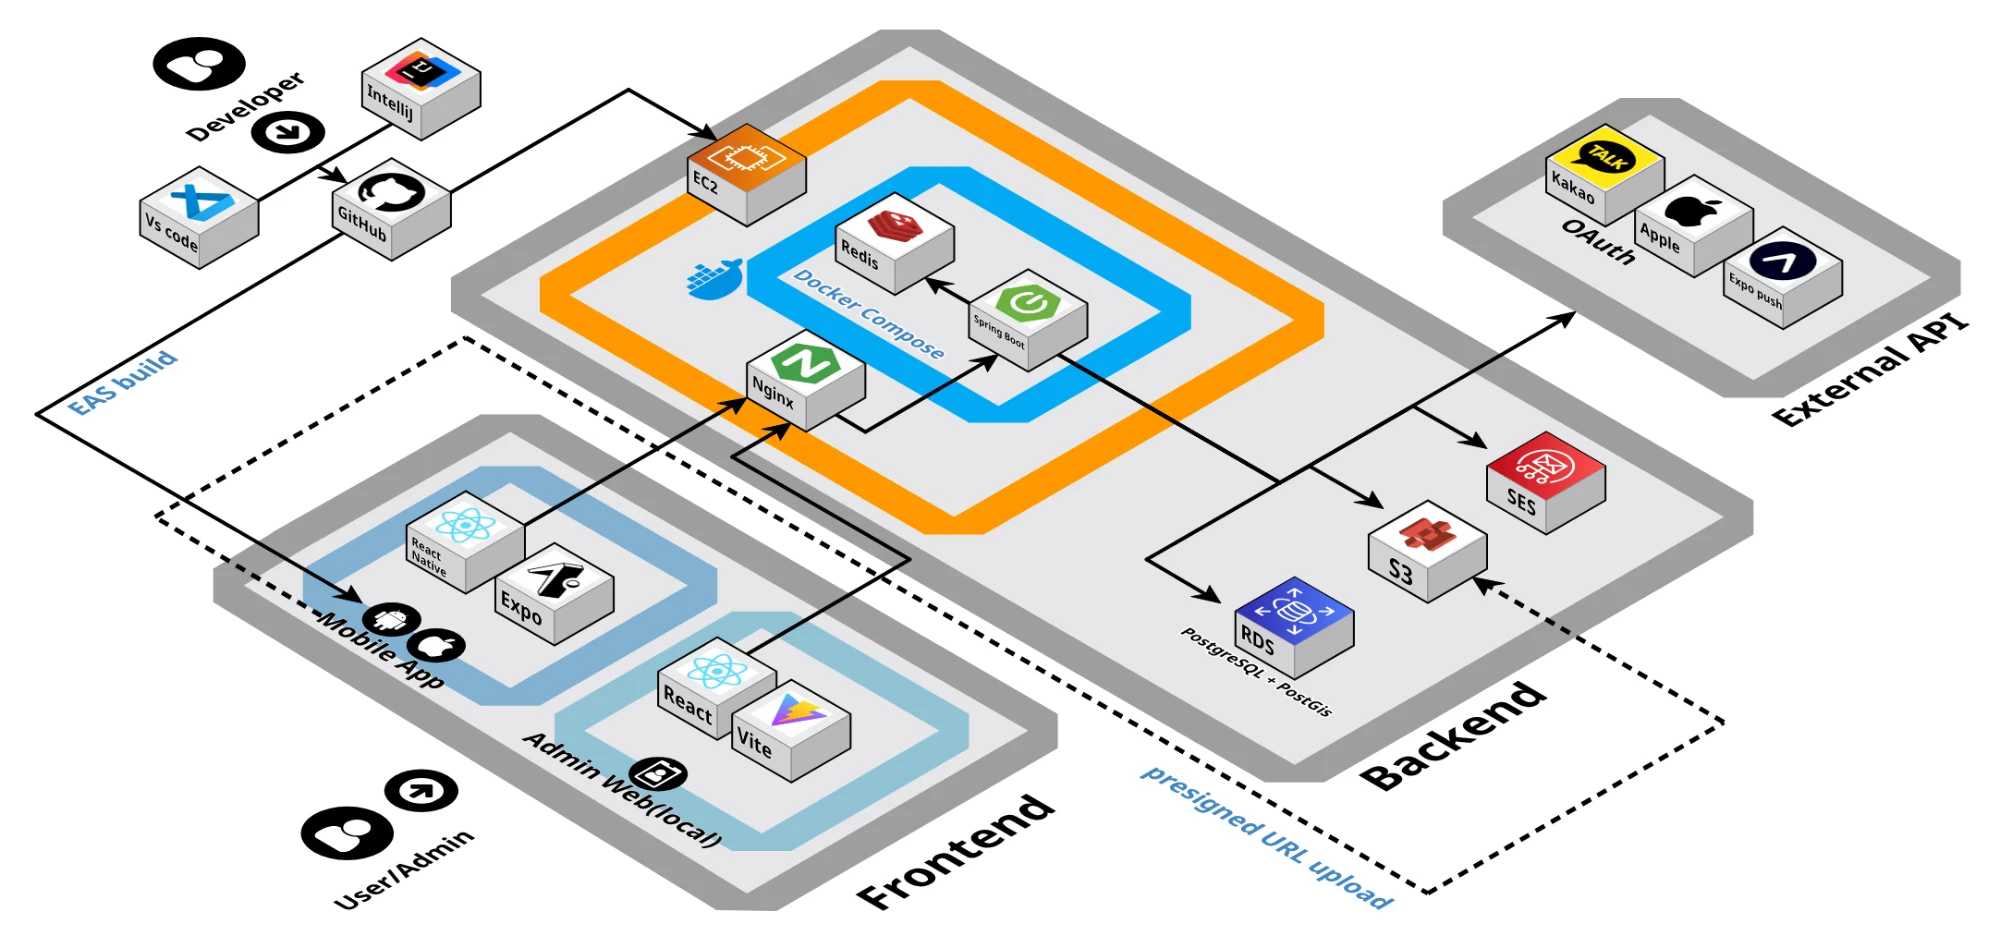 Developer
IntelliJ
Vs code
GitHub
EAS build
EC2
Redis
Docker Compose
Spring Boot
Nginx
TALK
Kakao
OAuth
Apple
Expo push
External API
SES
S3
RDS
PostgreSQL + PostGis
Backend
presigned URL upload
React
Native
Expo
Mobile App
React
Vite
Admin Web(local)
Frontend
User/Admin